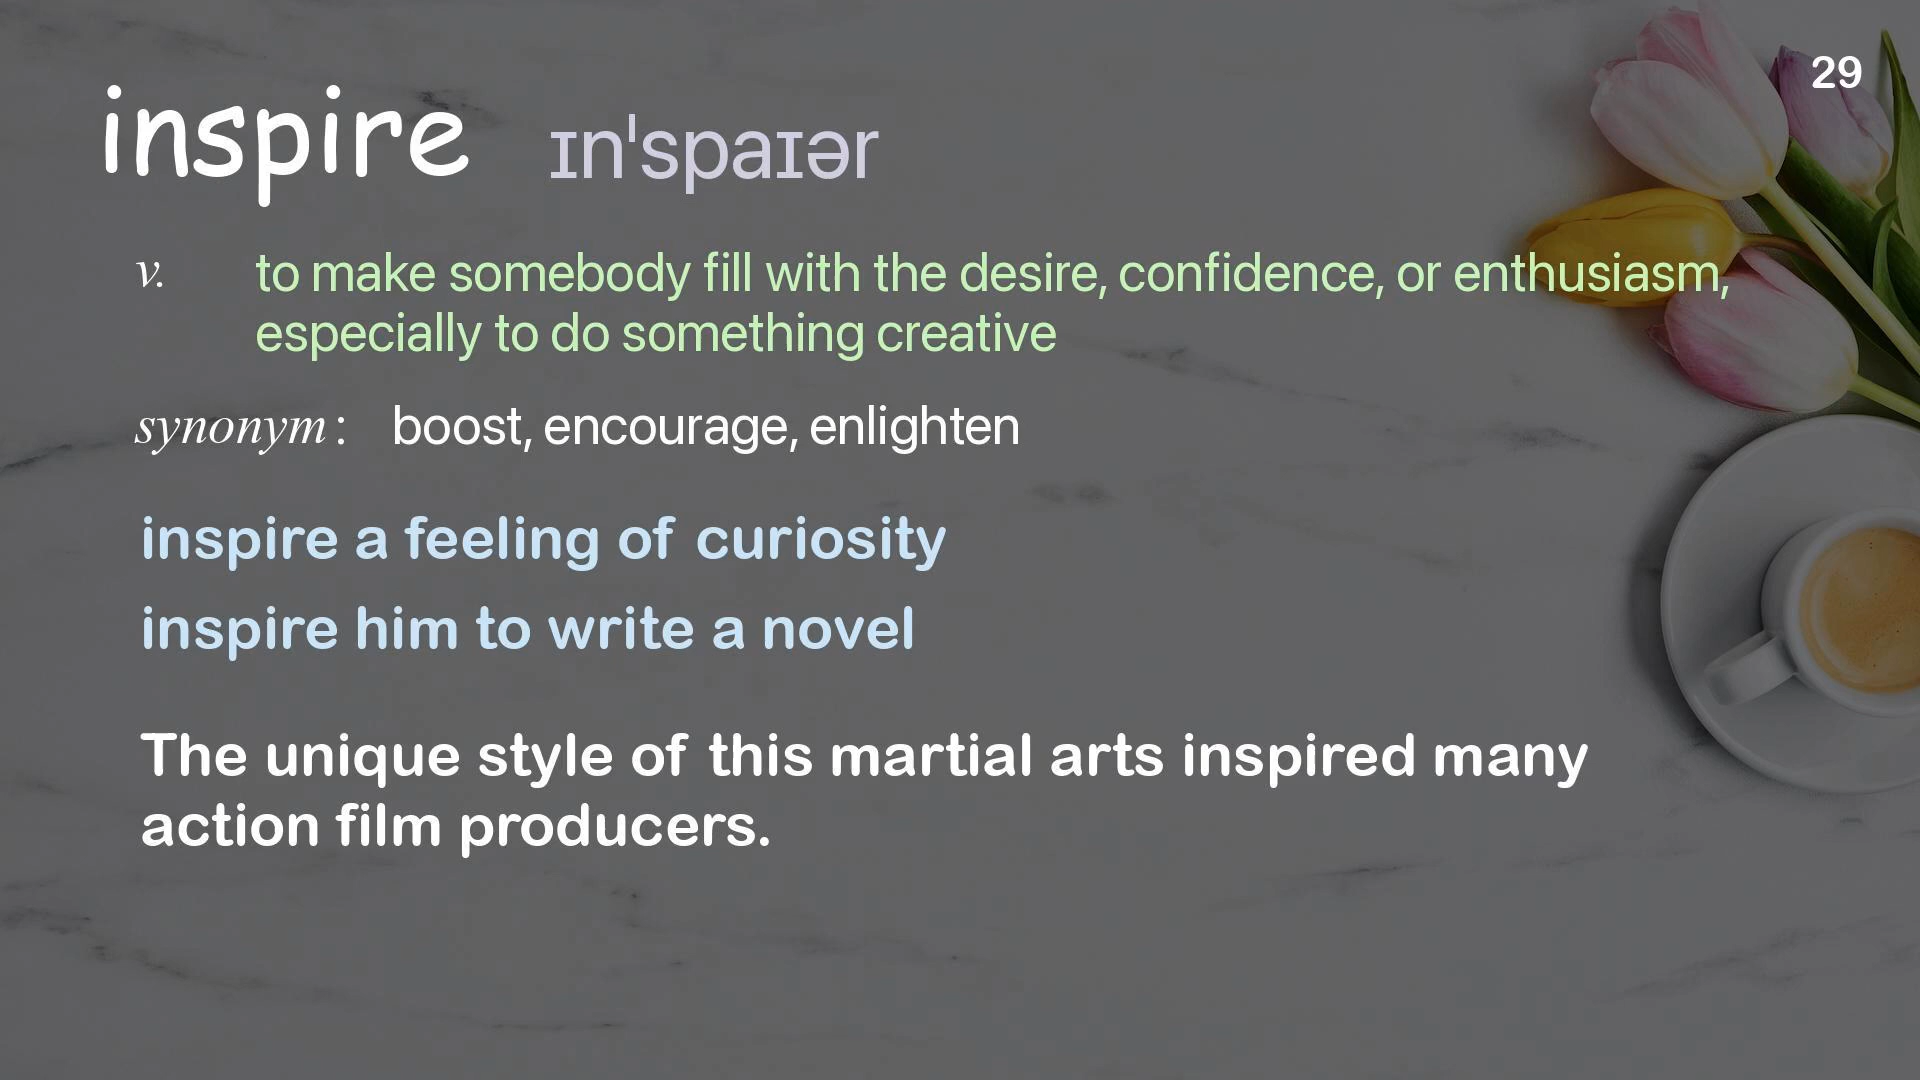 29
inspire ɪnˈspaɪər
v. to make somebody fill with the desire, confidence, or enthusiasm,
especially to do something creative
synonym: boost, encourage, enlighten
inspire a feeling of curiosity
inspire him to write a novel
The unique style of this martial arts inspired many
action film producers.